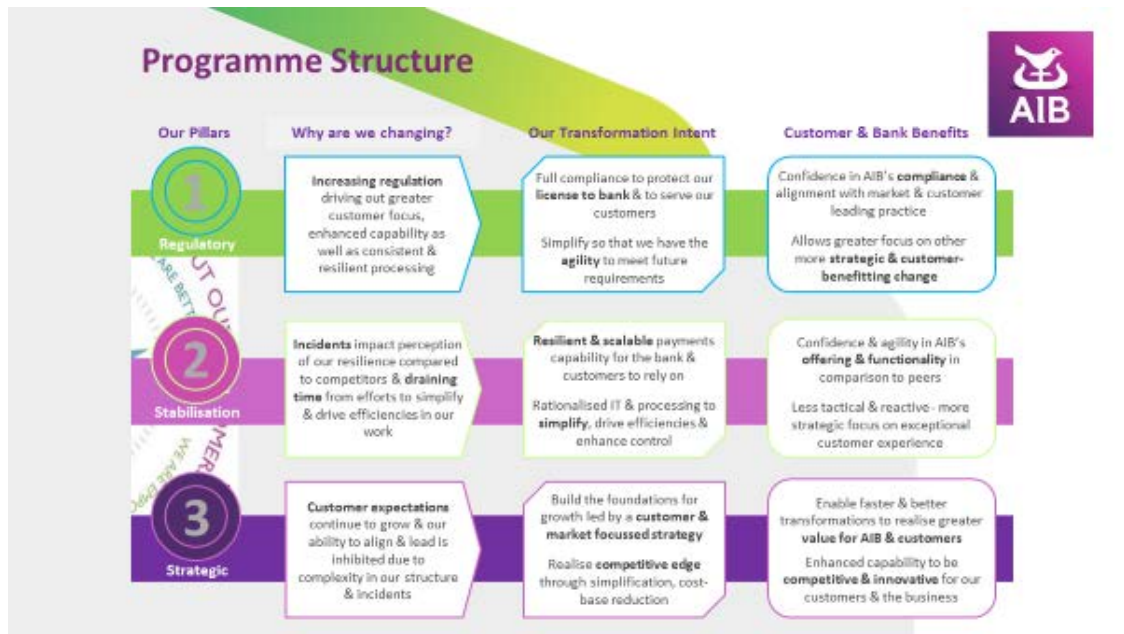 Programme Structure
AIB
Our Pillars
Why are we changing?
Our Transformation Intent
Customer & Bank Benefits
1
Regulatory
Increasing regulation
driving out greater
customer focus,
enhanced capability as
well as consistent &
resilient processing
Full compliance to protect our
license to bank & to serve our
customers
Simplify so that we have the
agility to meet future
requirements
Confidence in AIB's compliance &
alignment with market & customer
leading practice
Allows greater focus on other
more strategic & customer-
benefitting change
ARE BETT
UT OU
2
Stabilisation
Incidents impact perception
of our resilience compared
to competitors & draining
time from efforts to simplify
& drive efficiencies in our
work
Resilient & scalable payments
capability for the bank &
customers to rely on
Rationalised IT & processing to
simplify, drive efficiencies &
enhance control
Confidence & agility in AIB's
offering & functionality in
comparison to peers
Less tactical & reactive - more
strategic focus on exceptional
customer experience
OMER
WE ARE EMPO
3
Strategic
Customer expectations
continue to grow & our
ability to align & lead is
inhibited due to
complexity in our structure
& incidents
Build the foundations for
growth led by a customer &
market focussed strategy
Realise competitive edge
through simplification, cost-
base reduction
Enable faster & better
transformations to realise greater
value for AIB & customers
Enhanced capability to be
competitive & innovative for our
customers & the business